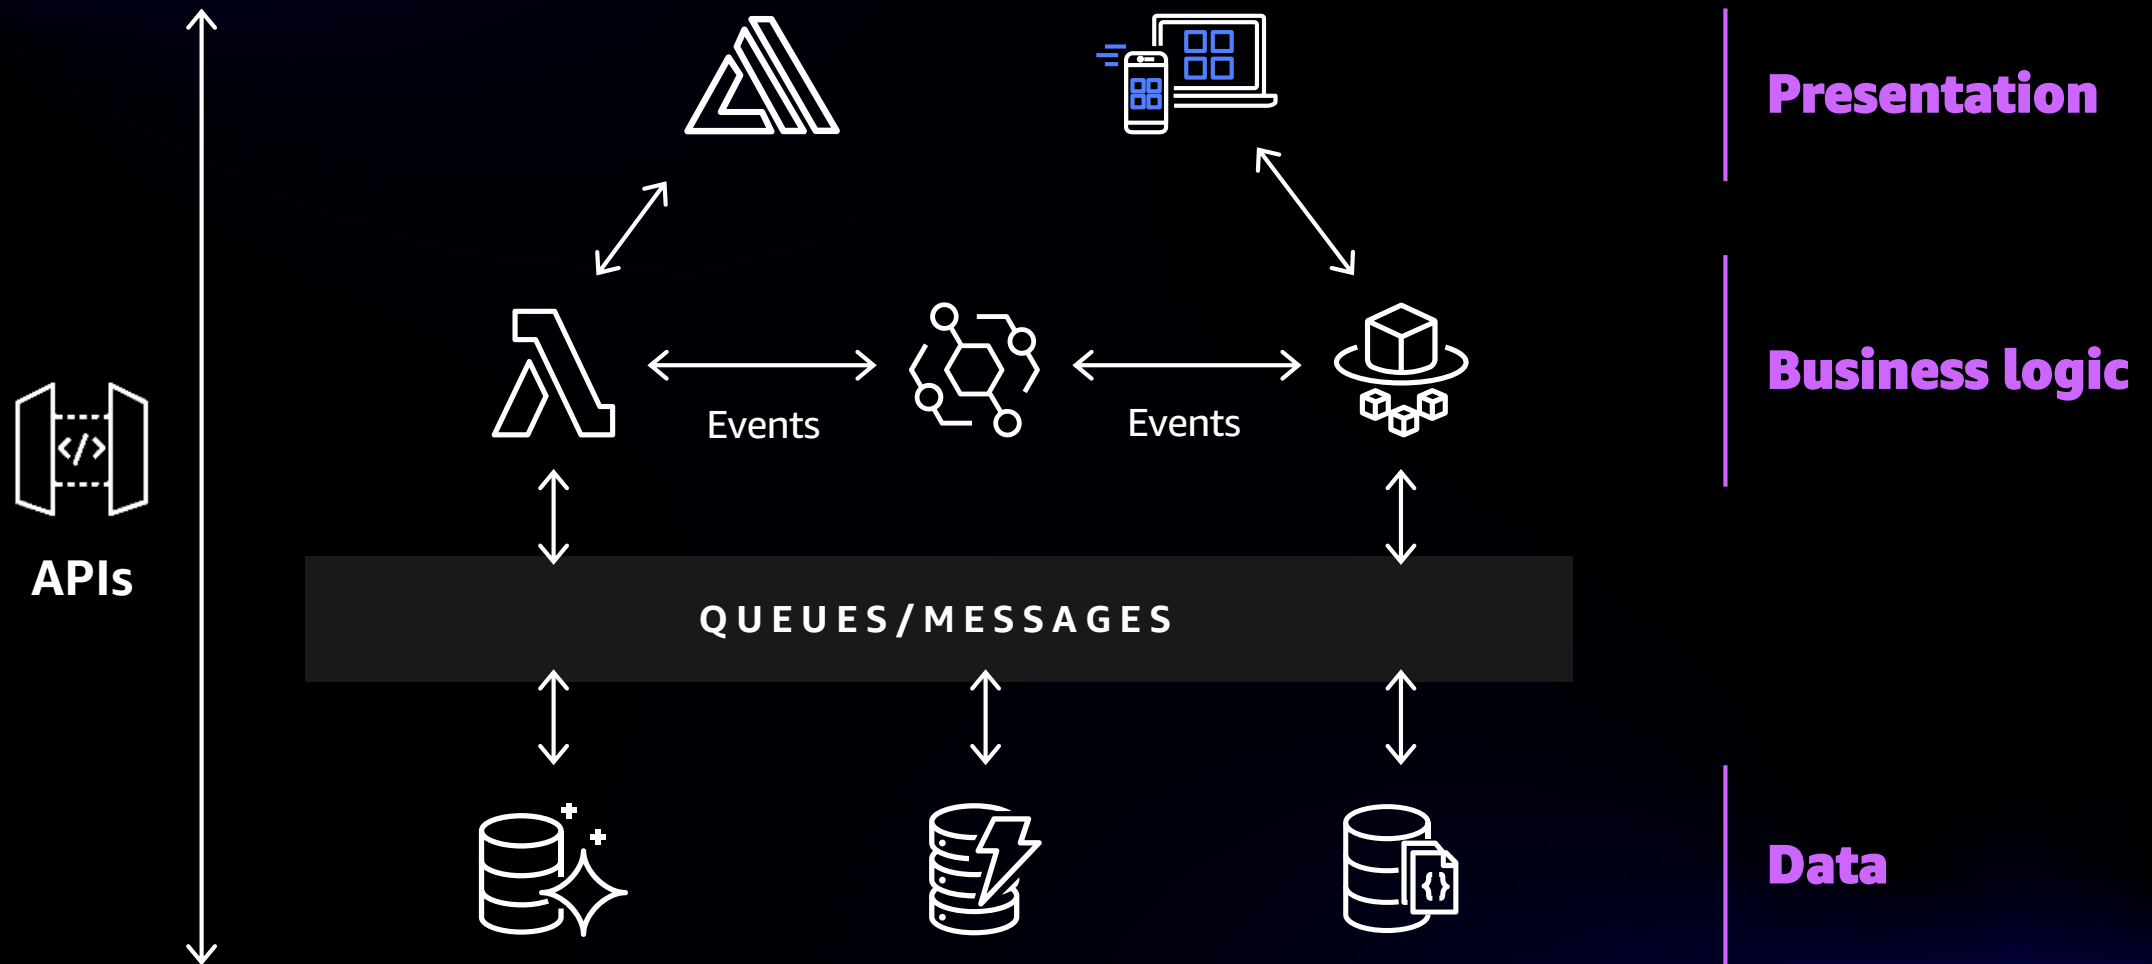 Presentation
Business logic
Events
Events
</>
APIs
QUEUES/MESSAGES
{}
Data